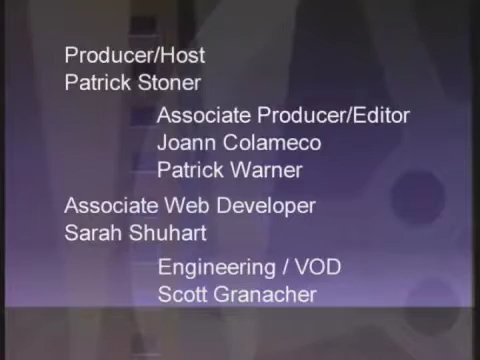 Producer/Host
Patrick Stoner
Associate Producer/Editor
Joann Colameco
Patrick Warner
Associate Web Developer
Sarah Shuhart
Engineering / VOD
Scott Granacher